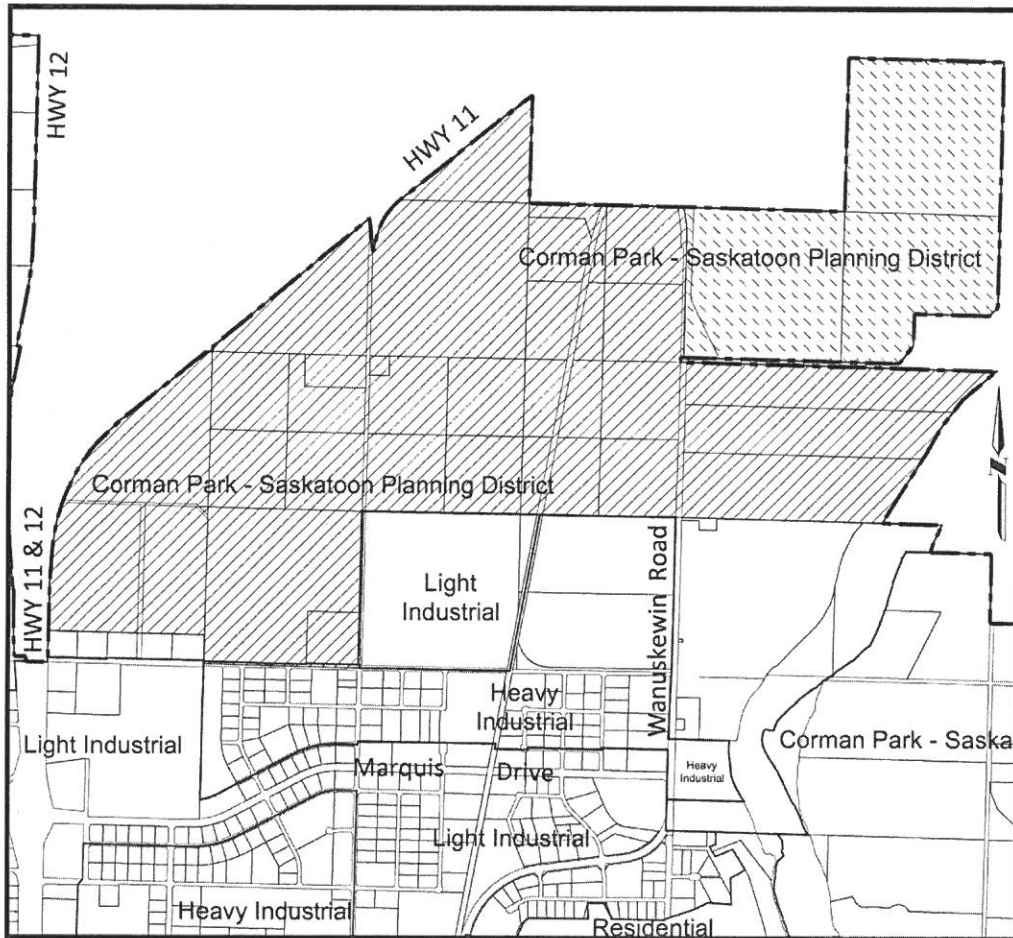 HWY 12
HWY 11
Corman Park - Saskatoon Planning District
Corman Park - Saskatoon Planning District
HWY 11 & 12
Light
Industrial
Wanuskewin Road
Heavy
Industrial
Light Industrial
Corman Park - Saska
Heavy
Industrial
Marquis Drive
Light Industrial
Heavy Industrial
Residential
N